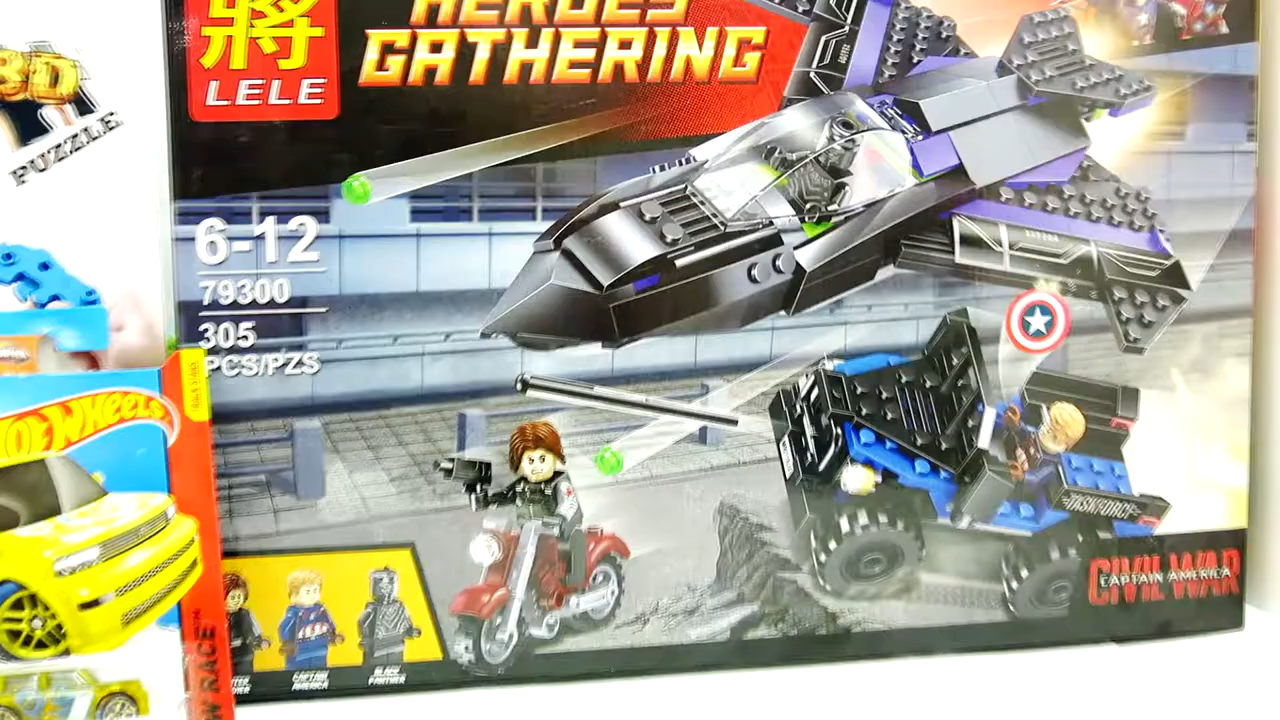 3D
PUZZLE
將
LELE
HEROES
GATHERING
6-12
79300
305
PCS/PZS
HOT WHEELS
TASKFORCE
CIVIL WAR
CAPTAIN AMERICA
CAPTAIN
AMERICA
BLACK
PANTHER
RACE